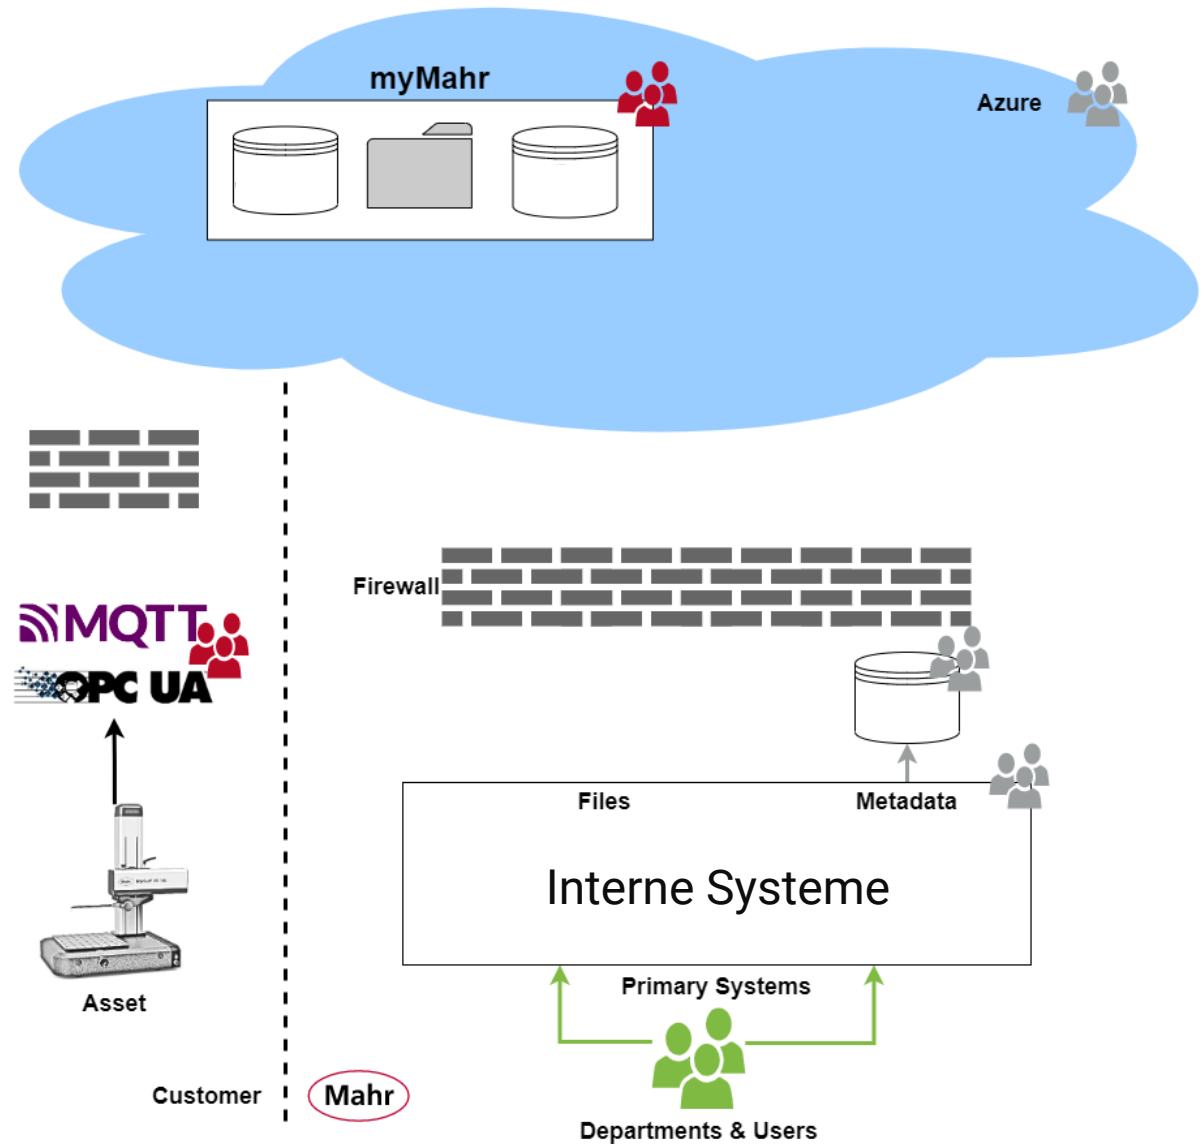 myMahr
Azure
Firewall
MQTT
OPC UA
Files
Metadata
Interne Systeme
Primary Systems
Asset
Customer
Mahr
Departments & Users